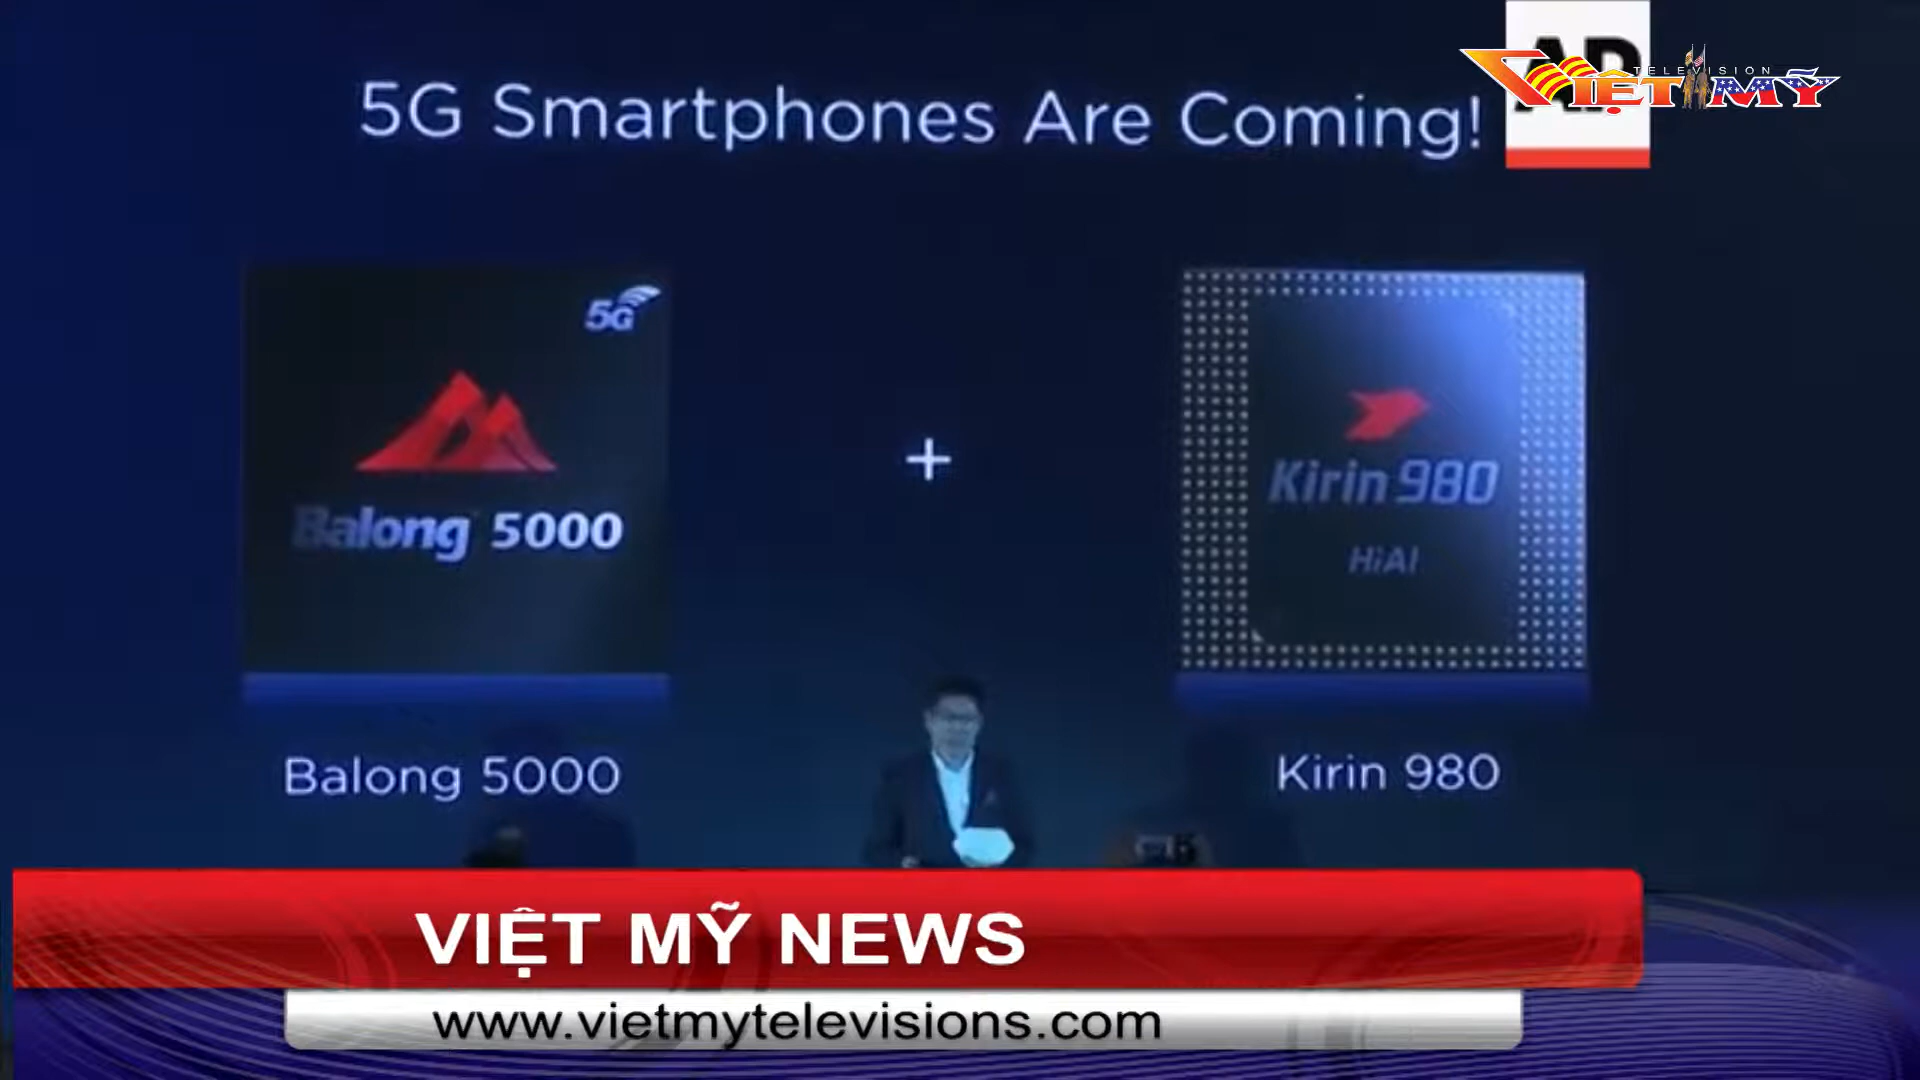 5G Smartphones Are Coming!
AP
TELEVISION
VIỆT MỸ
5G
Balong 5000
Kirin 980
HiAI
Balong 5000
Kirin 980
VIỆT MỸ NEWS
www.vietmytelevisions.com